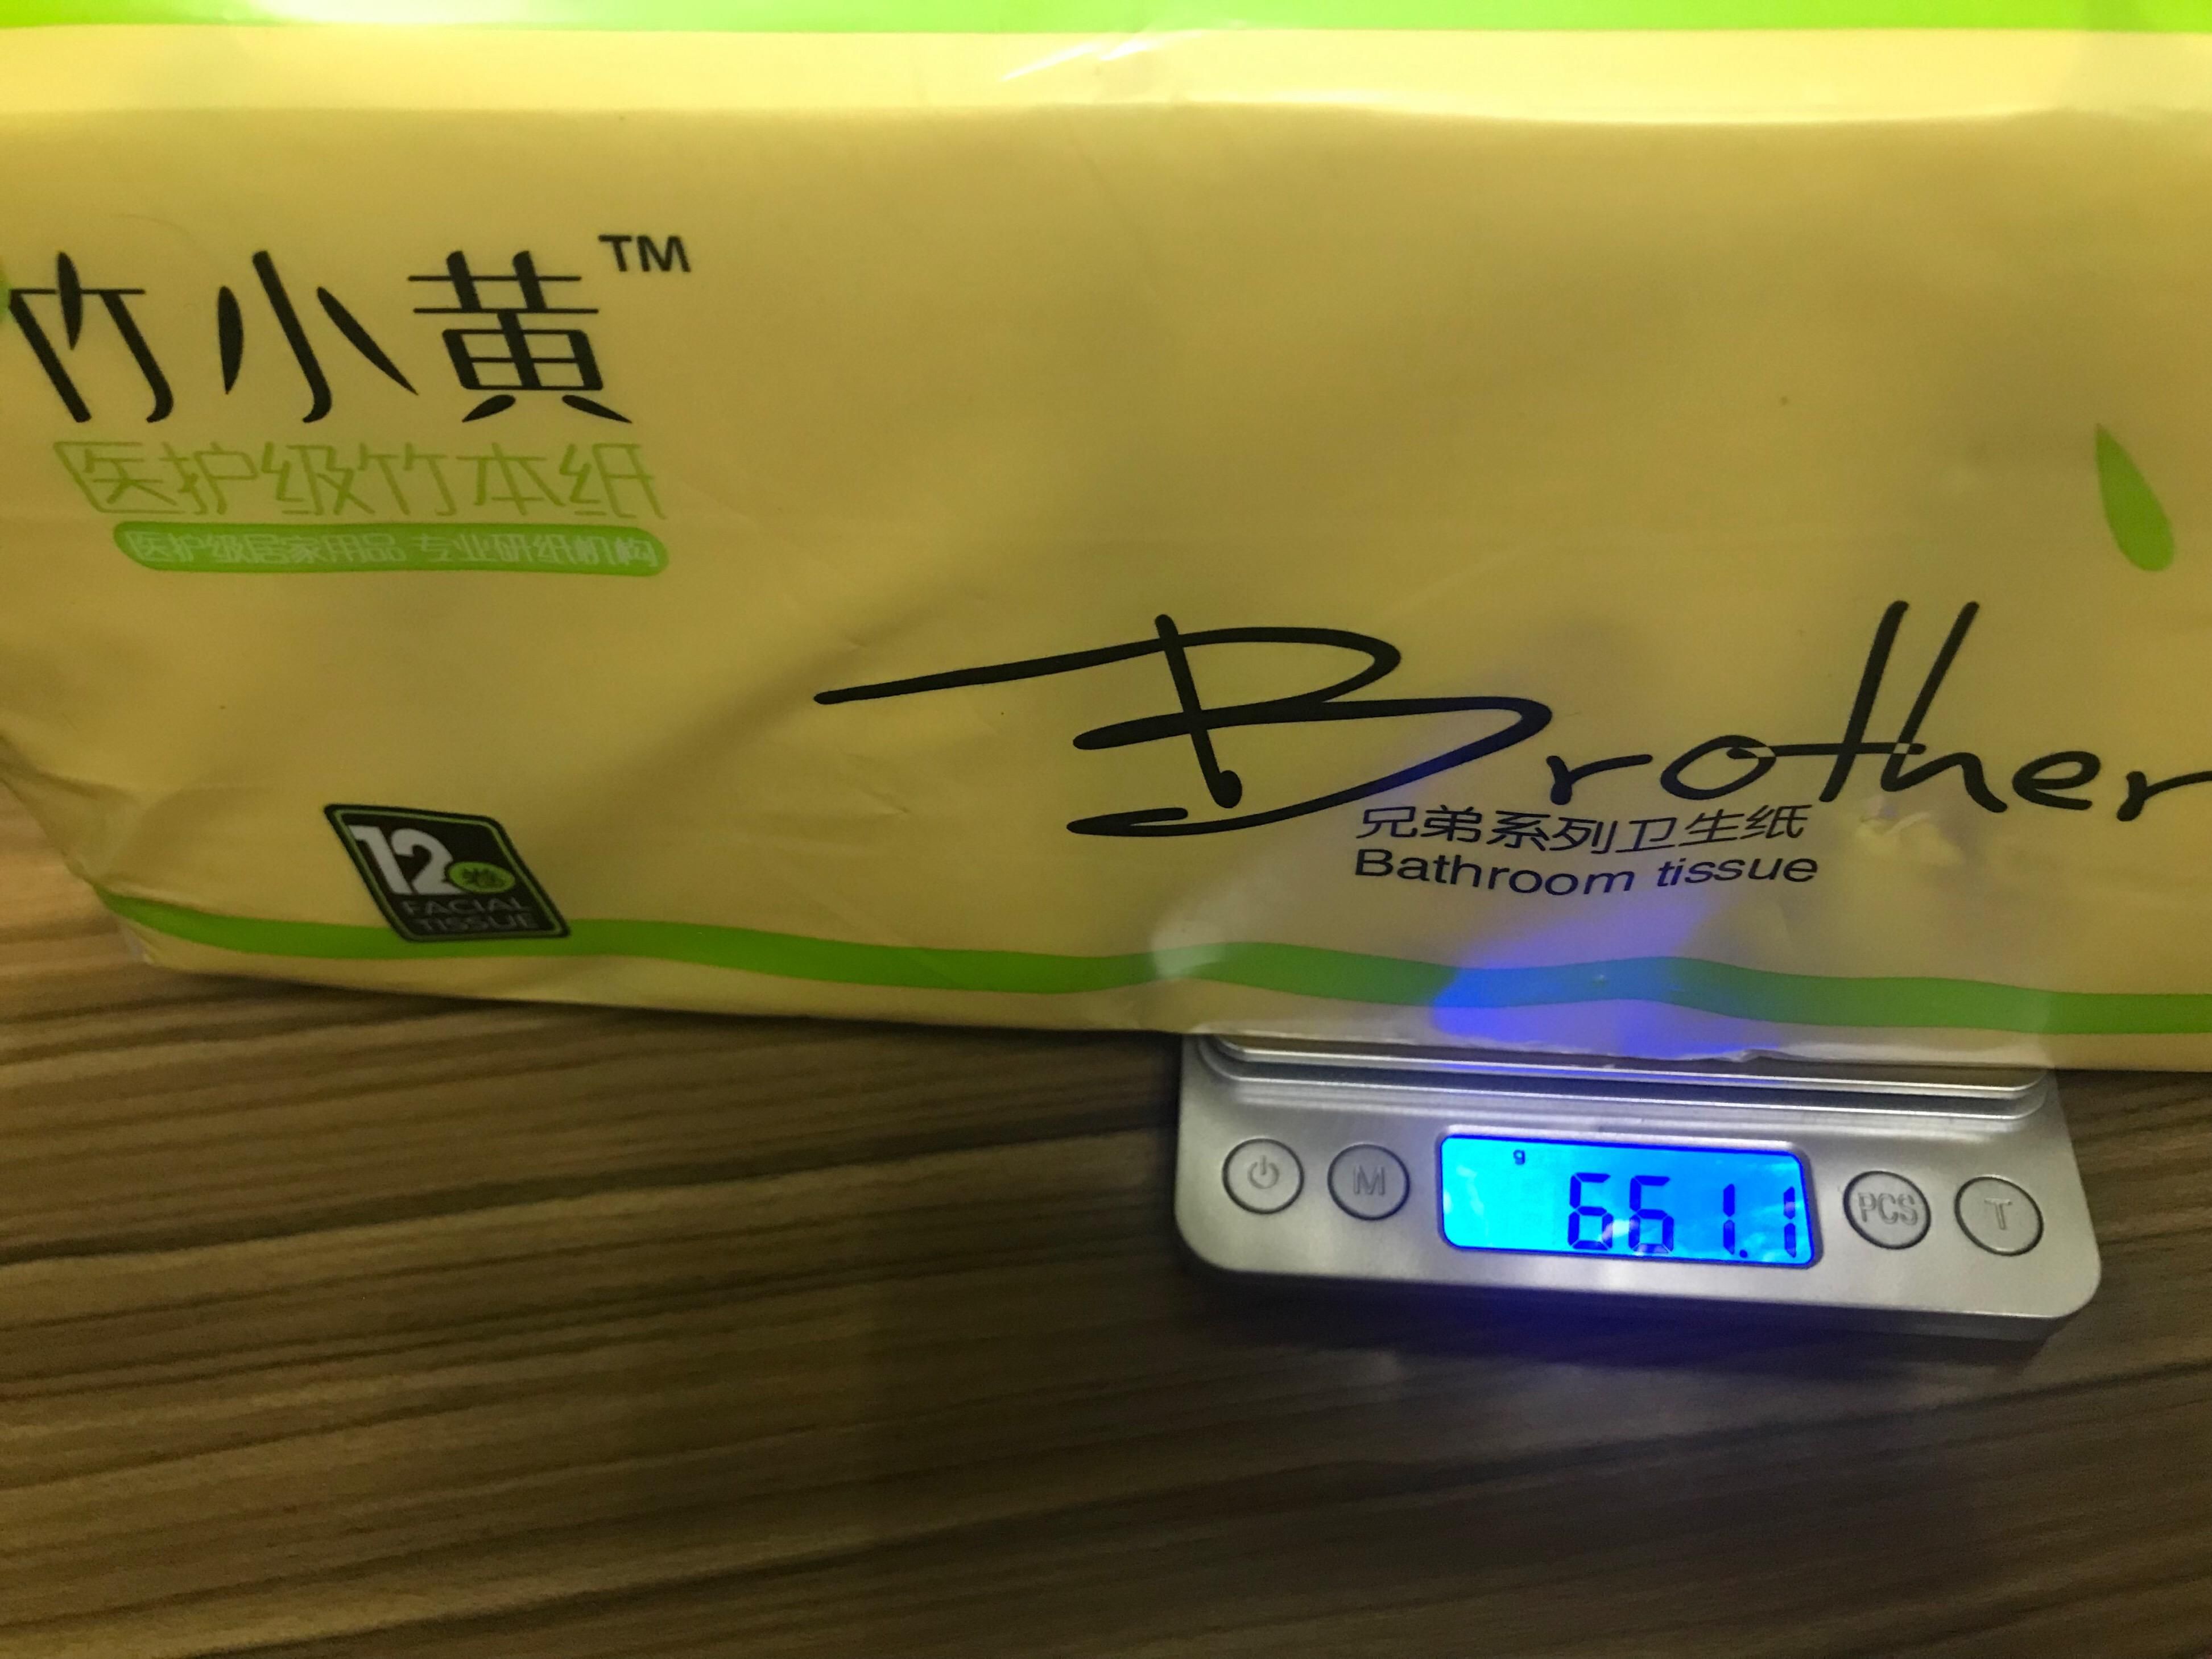 竹小黄™
医护级竹本纸
医护级居家用品 专业研纸机构
Brother
兄弟系列卫生纸
Bathroom tissue
12卷
FACIAL
TISSUE
g
661.1
M
PCS
T